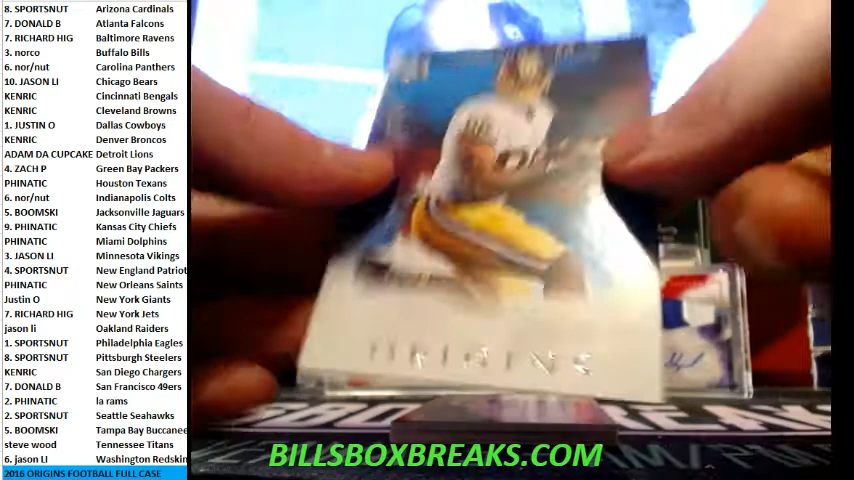 8. SPORTSNUT Arizona Cardinals
7. DONALD B Atlanta Falcons
7. RICHARD HIG Baltimore Ravens
3. norco Buffalo Bills
6. nor/nut Carolina Panthers
10. JASON LI Chicago Bears
KENRIC Cincinnati Bengals
KENRIC Cleveland Browns
1. JUSTIN O Dallas Cowboys
KENRIC Denver Broncos
ADAM DA CUPCAKE Detroit Lions
4. ZACH P Green Bay Packers
PHINATIC Houston Texans
6. nor/nut Indianapolis Colts
5. BOOMSKI Jacksonville Jaguars
9. PHINATIC Kansas City Chiefs
PHINATIC Miami Dolphins
3. JASON LI Minnesota Vikings
4. SPORTSNUT New England Patriot
PHINATIC New Orleans Saints
Justin O New York Giants
7. RICHARD HIG New York Jets
jason li Oakland Raiders
1. SPORTSNUT Philadelphia Eagles
8. SPORTSNUT Pittsburgh Steelers
KENRIC San Diego Chargers
7. DONALD B San Francisco 49ers
2. PHINATIC la rams
2. SPORTSNUT Seattle Seahawks
5. BOOMSKI Tampa Bay Buccanee
steve wood Tennessee Titans
6. jason LI Washington Redskin
2016 ORIGINS FOOTBALL FULL CASE
ORIGINS
BILLSBOXBREAKS.COM